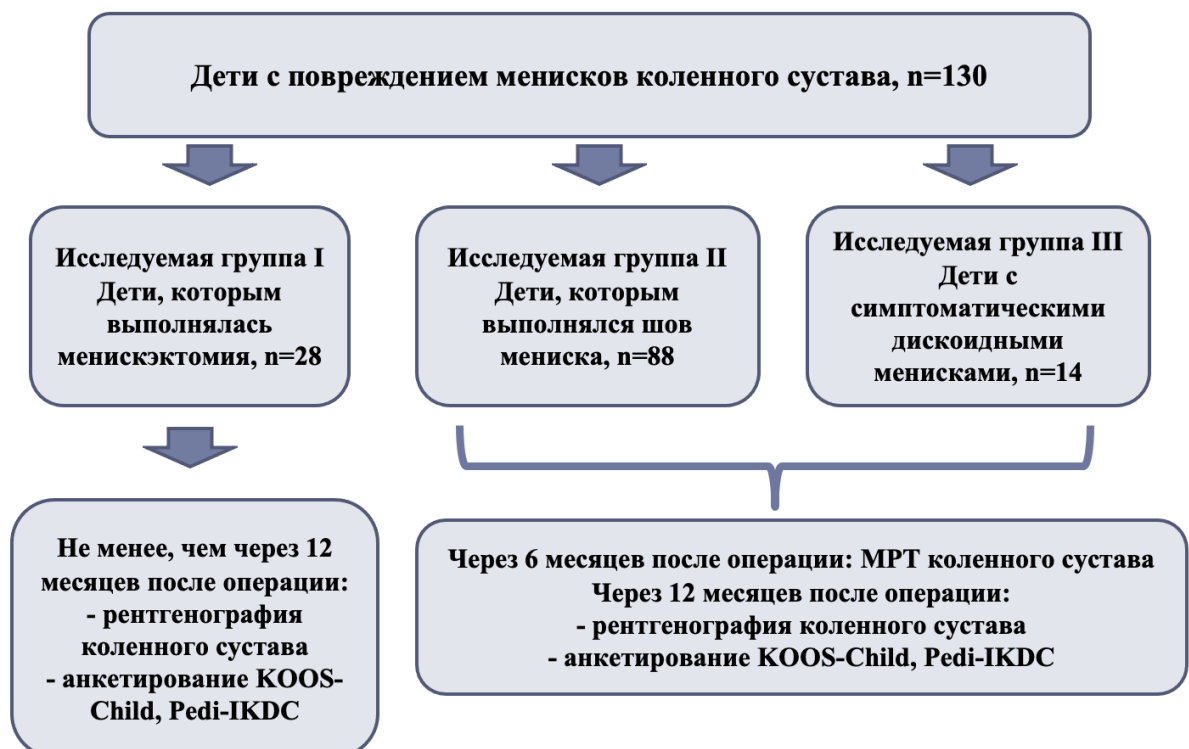 Дети с повреждением менисков коленного сустава, n=130
Исследуемая группа I
Дети, которым
выполнялась
менискэктомия, n=28
Исследуемая группа II
Дети, которым
выполнялся шов
мениска, n=88
Исследуемая группа III
Дети с
симптоматическими
дискоидными
менисками, n=14
Не менее, чем через 12
месяцев после операции:
- рентгенография
коленного сустава
- анкетирование KOOS-
Child, Pedi-IKDC
Через 6 месяцев после операции: МРТ коленного сустава
Через 12 месяцев после операции:
- рентгенография коленного сустава
- анкетирование KOOS-Child, Pedi-IKDC